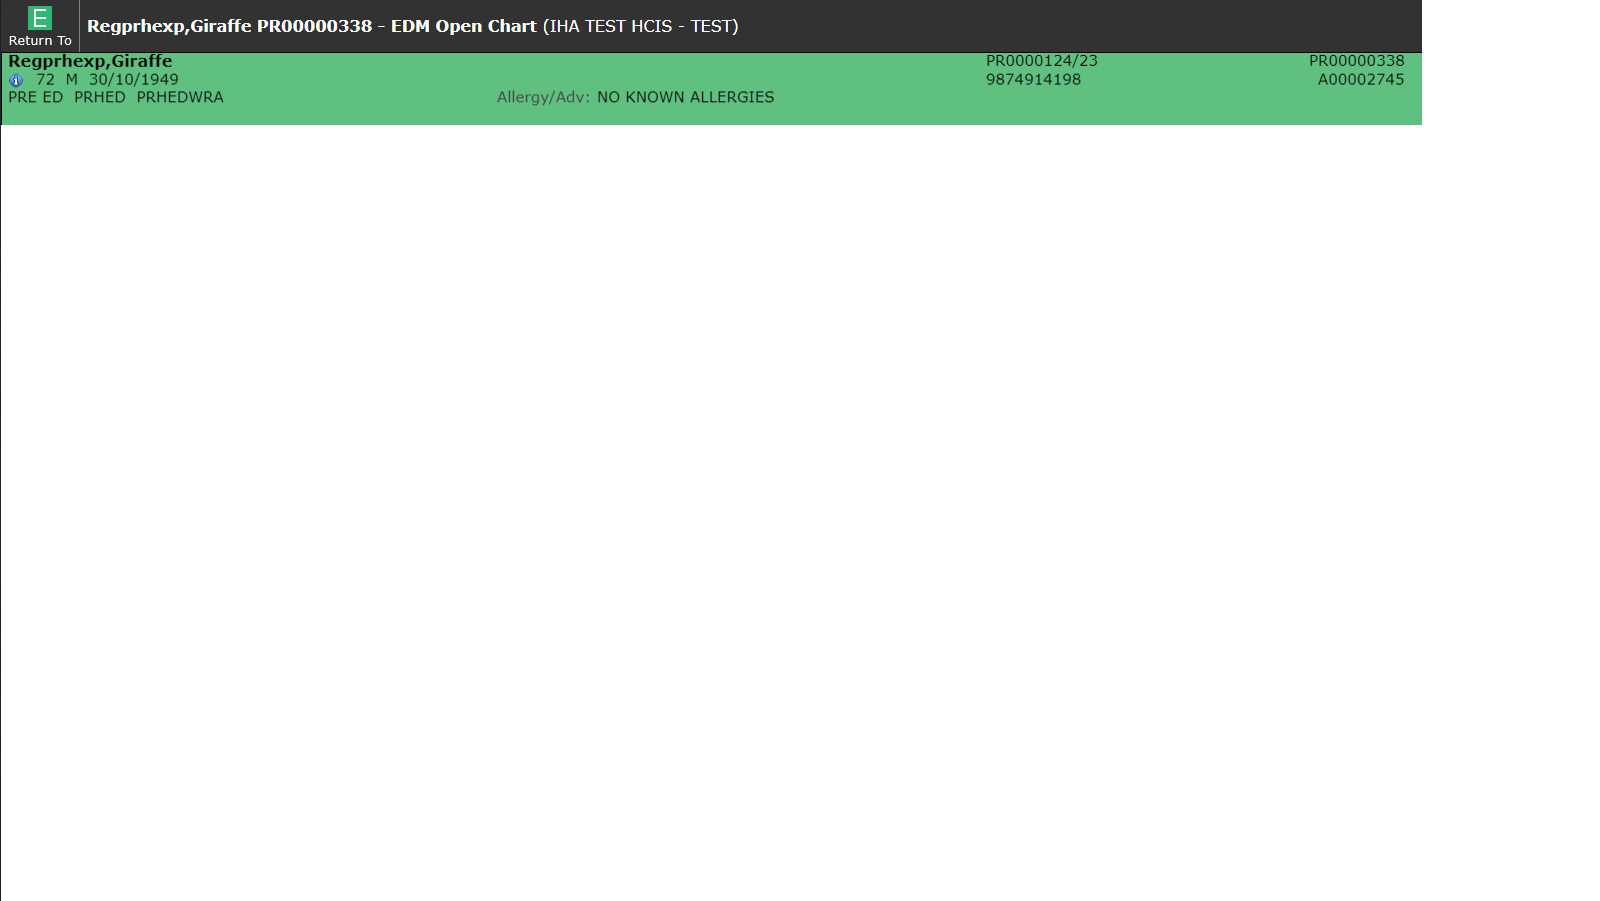 E
Return To
Regprhexp,Giraffe PR00000338 - EDM Open Chart (IHA TEST HCIS - TEST)
Regprhexp,Giraffe PR0000124/23 PR00000338
i 72 M 30/10/1949 9874914198 A00002745
PRE ED PRHED PRHEDWRA Allergy/Adv: NO KNOWN ALLERGIES